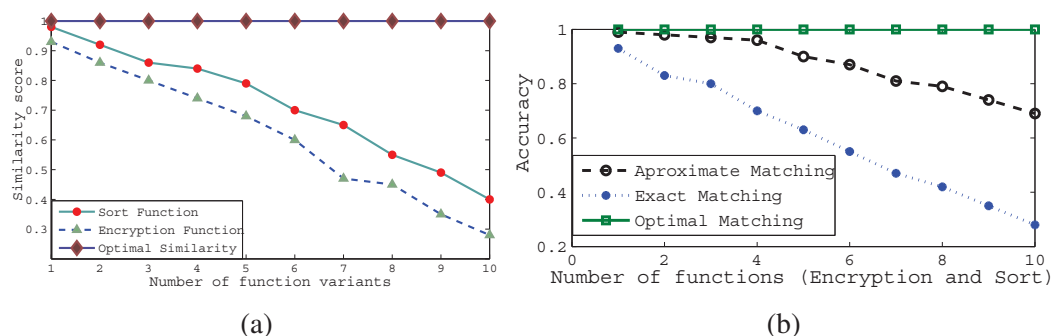 1
0.9
0.8
0.7
0.6
0.5
0.4
0.3
Similarity score
Sort Function
Encryption Function
Optimal Similarity
1 2 3 4 5 6 7 8 9 10
Number of function variants
(a)
1
0.8
0.6
0.4
0.2
Accuracy
Aproximate Matching
Exact Matching
Optimal Matching
0 2 4 6 8 10
Number of functions (Encryption and Sort)
(b)